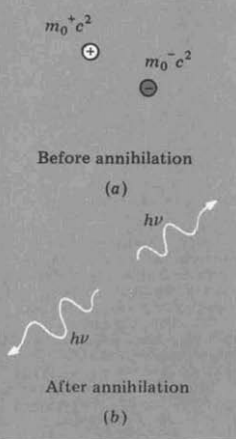 m₀⁺c²
+
m₀⁻c²
−
Before annihilation
(a)
hν
hν
After annihilation
(b)